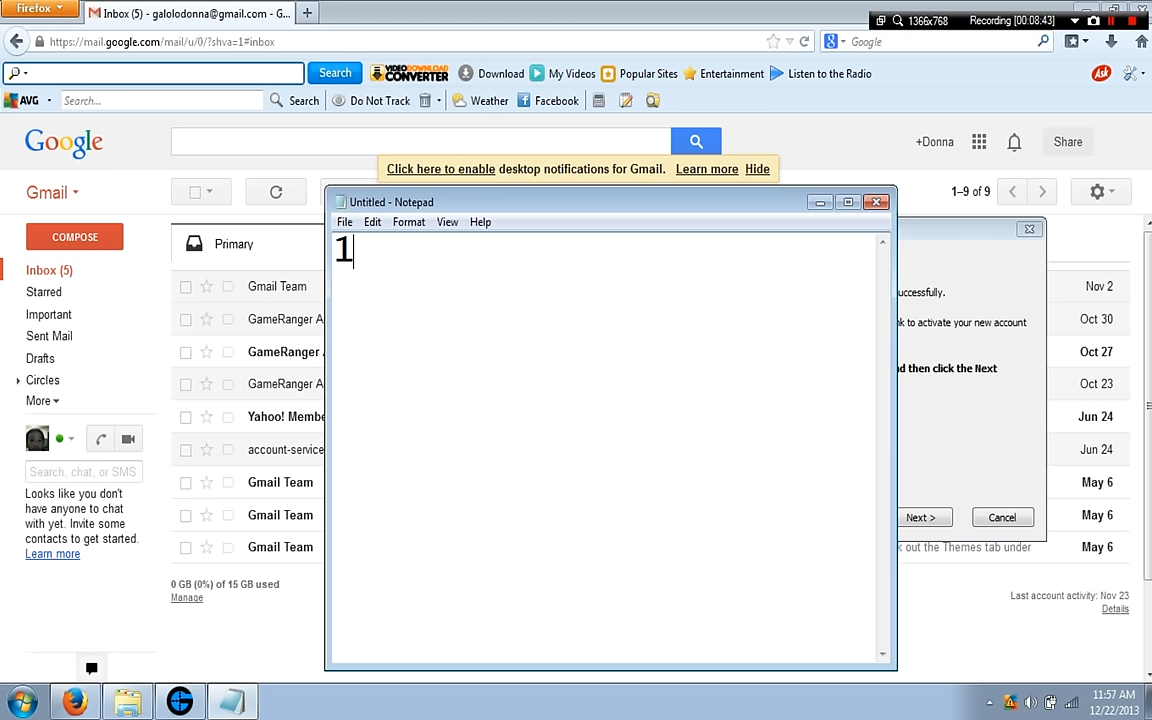 Firefox
Inbox (5) - galolodonna@gmail.com - G...
1366x768
Recording [00:08:43]
https://mail.google.com/mail/u/0/?shva=1#inbox
Google
Search
VIDEO DOWNLOAD CONVERTER
Download
My Videos
Popular Sites
Entertainment
Listen to the Radio
Ask
AVG
Search...
Search
Do Not Track
Weather
Facebook
Google
+Donna
Share
Click here to enable desktop notifications for Gmail. Learn more Hide
Gmail
1–9 of 9
Untitled - Notepad
File Edit Format View Help
1
COMPOSE
Inbox (5)
Starred
Important
Sent Mail
Drafts
Circles
More
Search, chat, or SMS
Looks like you don't
have anyone to chat
with yet. Invite some
contacts to get started.
Learn more
Primary
Gmail Team
Nov 2
GameRanger A
Oct 30
GameRanger
Oct 27
GameRanger A
Oct 23
Yahoo! Membe
Jun 24
account-service
Jun 24
Gmail Team
May 6
Gmail Team
May 6
Gmail Team
May 6
uccessfully.
nk to activate your new account
nd then click the Next
Next >
Cancel
k out the Themes tab under
0 GB (0%) of 15 GB used
Manage
Last account activity: Nov 23
Details
11:57 AM
12/22/2013